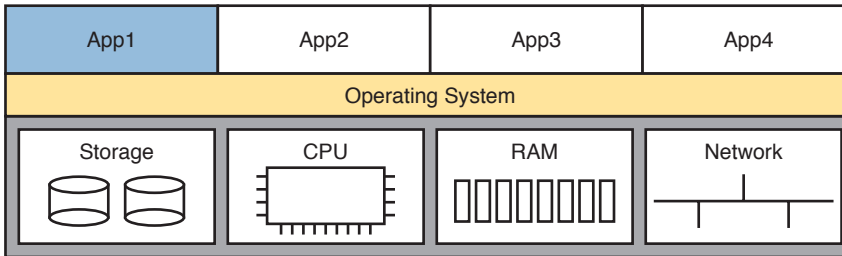 App1 App2 App3 App4
Operating System
Storage CPU RAM Network